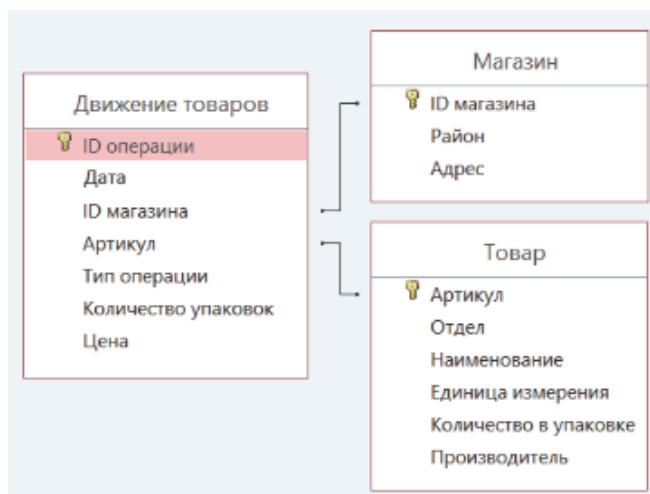 Движение товаров
ID операции
Дата
ID магазина
Артикул
Тип операции
Количество упаковок
Цена
Магазин
ID магазина
Район
Адрес
Товар
Артикул
Отдел
Наименование
Единица измерения
Количество в упаковке
Производитель